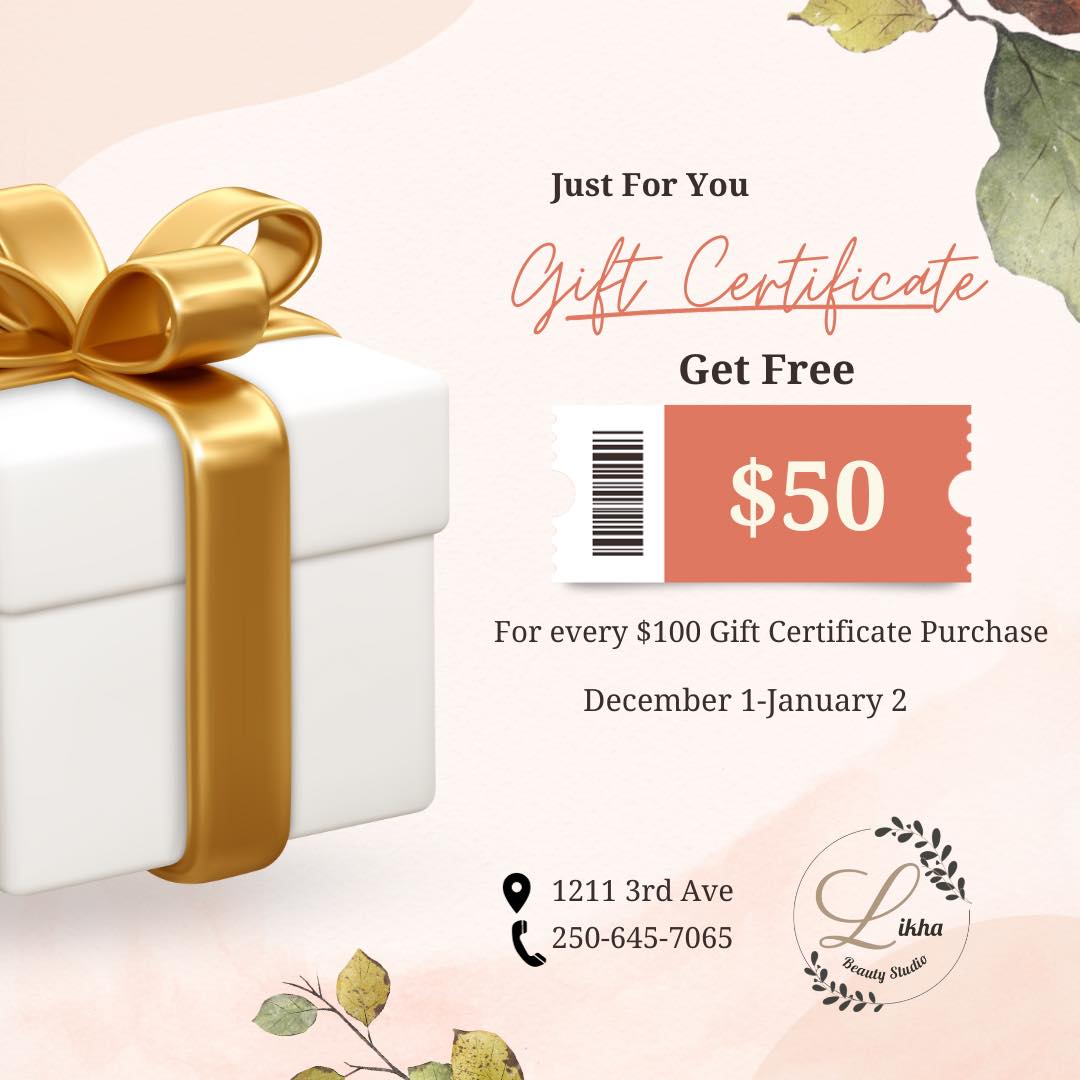 Just For You
Gift Certificate
Get Free
$50
For every $100 Gift Certificate Purchase
December 1-January 2
1211 3rd Ave
250-645-7065
Likha
Beauty Studio